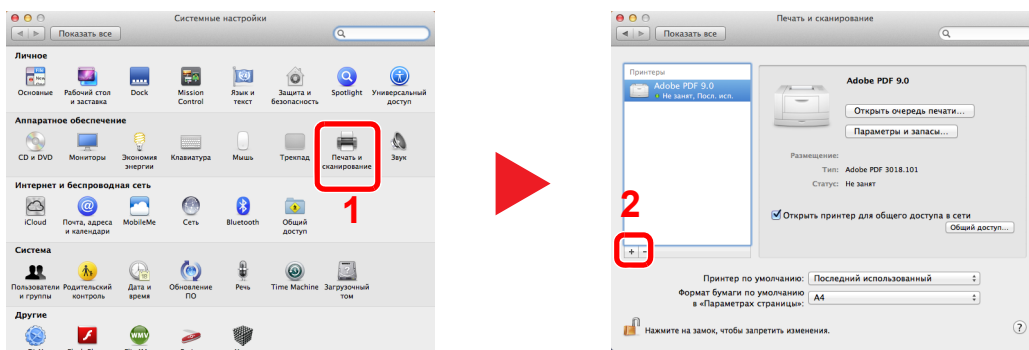 Системные настройки
Показать все
Личное
Основные
Рабочий стол и заставка
Dock
Mission Control
Язык и текст
Защита и безопасность
Spotlight
Универсальный доступ
Аппаратное обеспечение
CD и DVD
Мониторы
Экономия энергии
Клавиатура
Мышь
Трекпад
Печать и сканирование
Звук
1
Интернет и беспроводная сеть
iCloud
Почта, адреса и календари
MobileMe
Сеть
Bluetooth
Общий доступ
Система
Пользователи и группы
Родительский контроль
Дата и время
Обновление ПО
Речь
Time Machine
Загрузочный том
Другие
WMV
Печать и сканирование
Показать все
Принтеры
Adobe PDF 9.0
Не занят, Посл. исп.
2
+ -
Adobe PDF 9.0
Открыть очередь печати...
Параметры и запасы...
Размещение:
Тип: Adobe PDF 3018.101
Статус: Не занят
Открыть принтер для общего доступа в сети
Общий доступ...
Принтер по умолчанию: Последний использованный
Формат бумаги по умолчанию
в «Параметрах страницы»: A4
Нажмите на замок, чтобы запретить изменения.
?